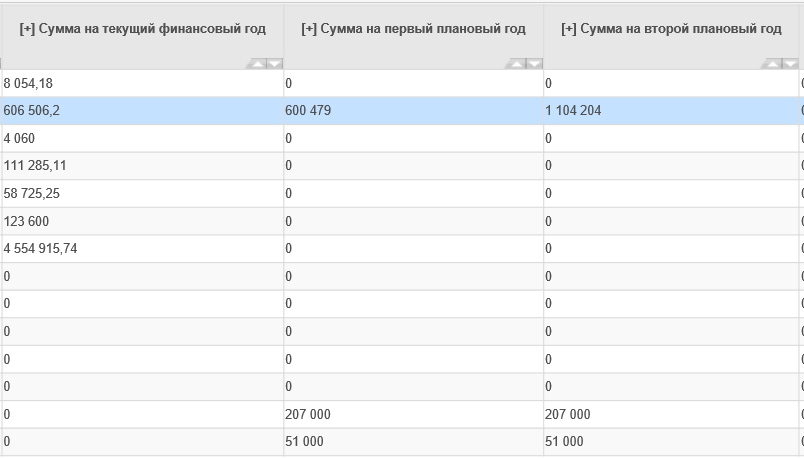 [+] Сумма на текущий финансовый год [+] Сумма на первый плановый год [+] Сумма на второй плановый год
8 054,18 0 0
606 506,2 600 479 1 104 204
4 060 0 0
111 285,11 0 0
58 725,25 0 0
123 600 0 0
4 554 915,74 0 0
0 0 0
0 0 0
0 0 0
0 0 0
0 0 0
0 207 000 207 000
0 51 000 51 000